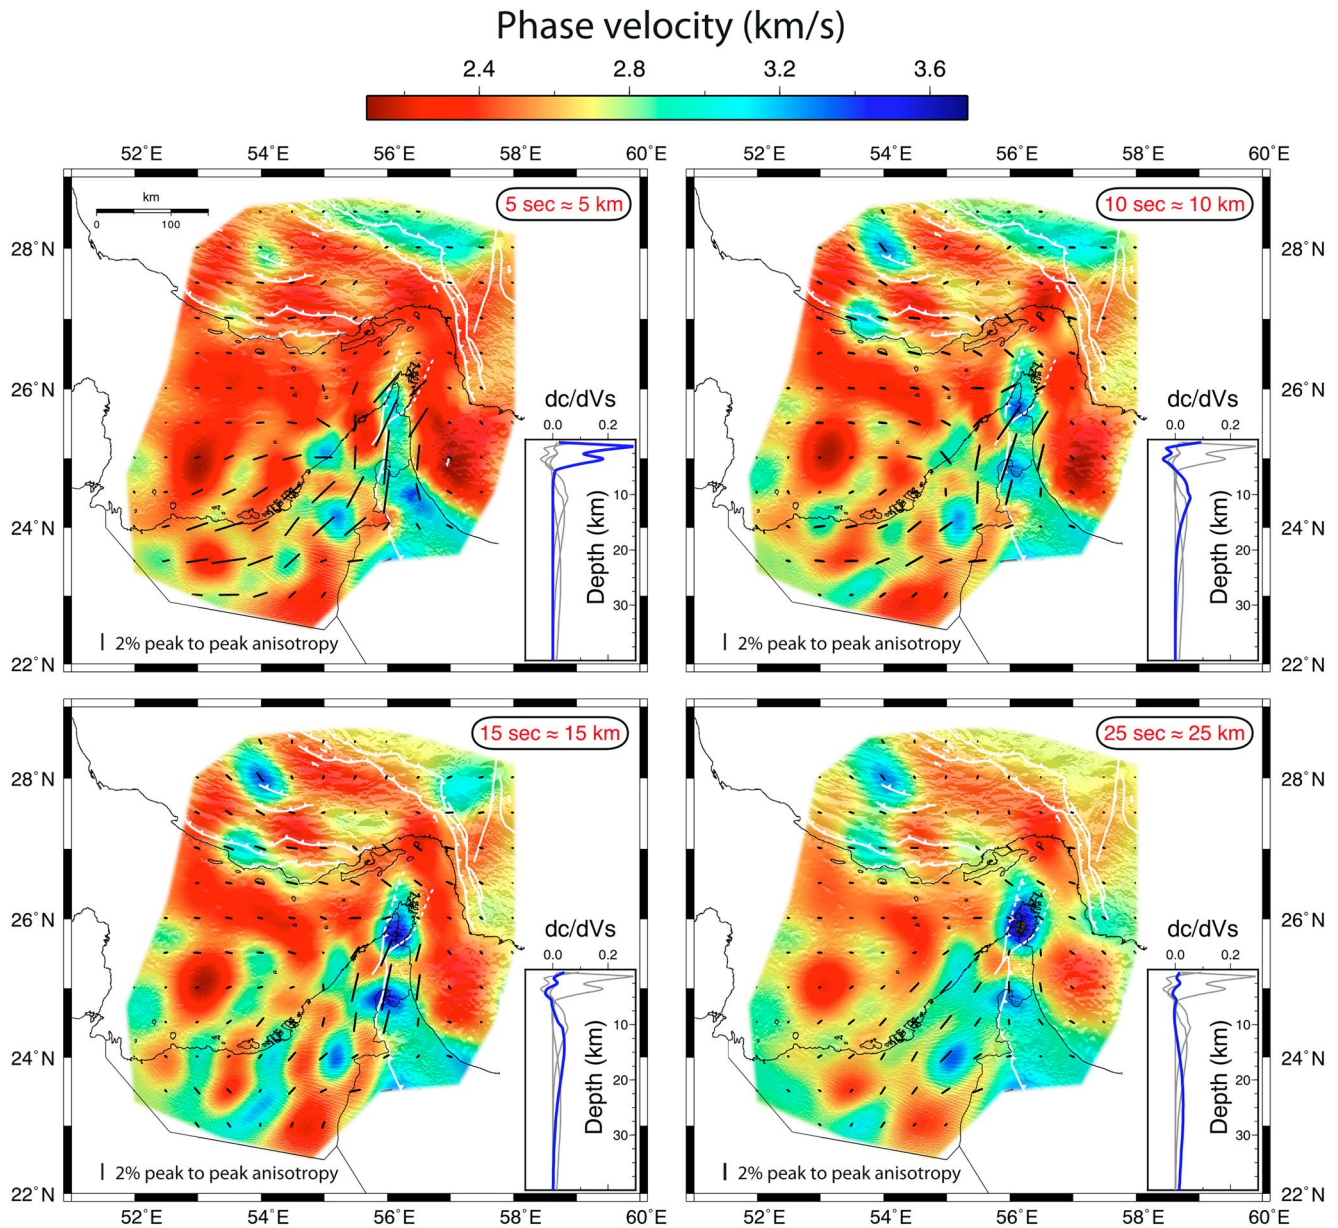 Phase velocity (km/s)
2.4 2.8 3.2 3.6
52°E 54°E 56°E 58°E 60°E 52°E 54°E 56°E 58°E 60°E
km
0 100
5 sec ≈ 5 km
28°N
26°N
24°N
22°N
dc/dVs
0.0 0.2
Depth (km)
10
20
30
2% peak to peak anisotropy
10 sec ≈ 10 km
28°N
26°N
24°N
22°N
dc/dVs
0.0 0.2
Depth (km)
10
20
30
2% peak to peak anisotropy
15 sec ≈ 15 km
28°N
26°N
24°N
22°N
dc/dVs
0.0 0.2
Depth (km)
10
20
30
2% peak to peak anisotropy
25 sec ≈ 25 km
28°N
26°N
24°N
22°N
dc/dVs
0.0 0.2
Depth (km)
10
20
30
2% peak to peak anisotropy
52°E 54°E 56°E 58°E 60°E 52°E 54°E 56°E 58°E 60°E